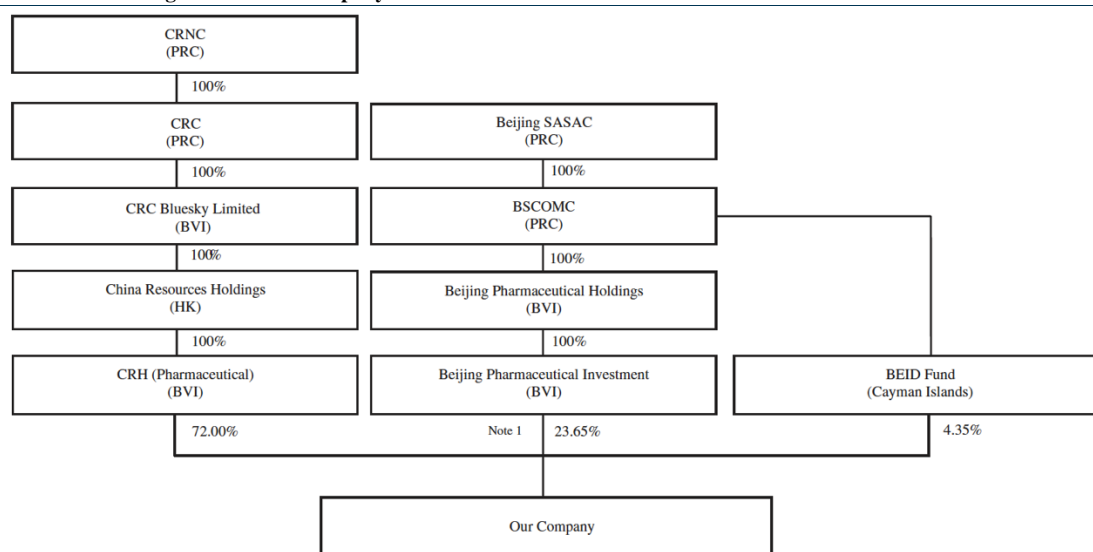 CRNC
(PRC)
100%
CRC
(PRC)
Beijing SASAC
(PRC)
100%
100%
CRC Bluesky Limited
(BVI)
BSCOMC
(PRC)
100%
100%
China Resources Holdings
(HK)
Beijing Pharmaceutical Holdings
(BVI)
100%
100%
CRH (Pharmaceutical)
(BVI)
Beijing Pharmaceutical Investment
(BVI)
BEID Fund
(Cayman Islands)
72.00%
Note 1
23.65%
4.35%
Our Company